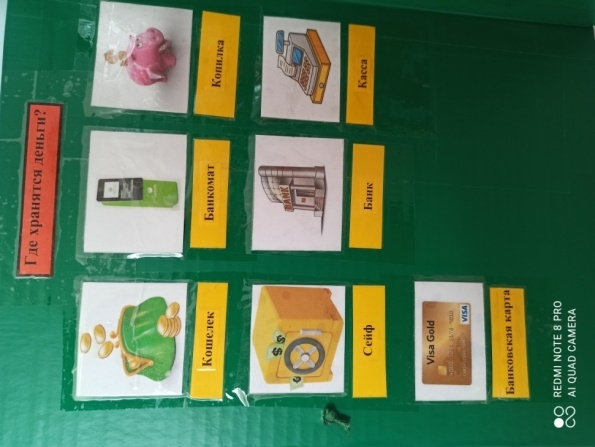 Где хранятся деньги?
Кошелек
Банкомат
Копилка
BANK
Сейф
Банк
Касса
Visa Gold
VISA
Банковская карта
REDMI NOTE 8 PRO
AI QUAD CAMERA